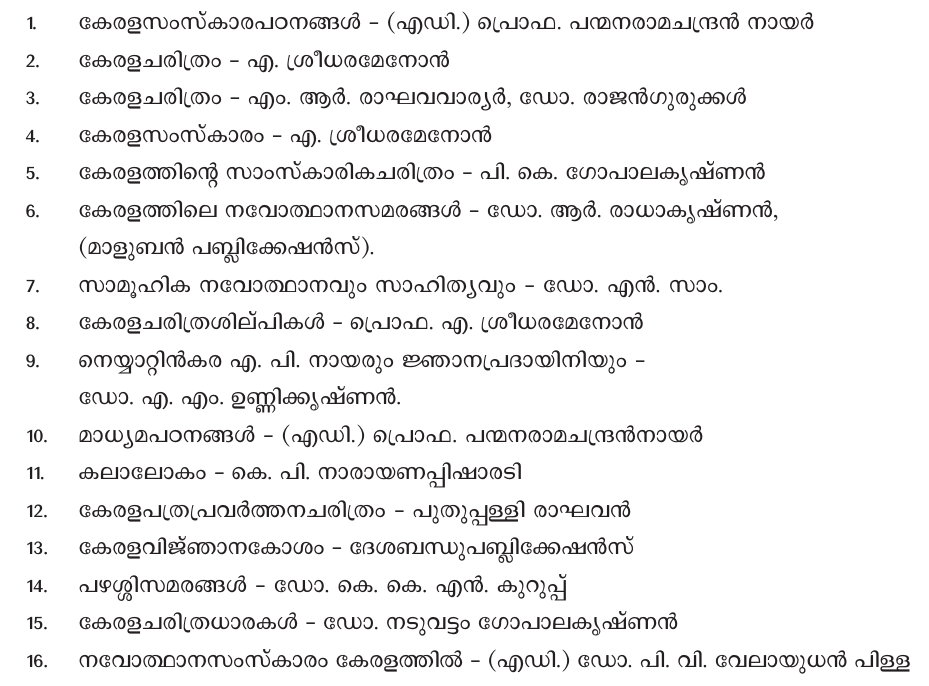 1. കേരളസംസ്കാരപഠനങ്ങൾ – (എഡി.) പ്രൊഫ. പന്മനരാമചന്ദ്രൻ നായർ
2. കേരളചരിത്രം – എ. ശ്രീധരമേനോൻ
3. കേരളചരിത്രം – എം. ആർ. രാഘവവാര്യർ, ഡോ. രാജൻഗുരുക്കൾ
4. കേരളസംസ്കാരം – എ. ശ്രീധരമേനോൻ
5. കേരളത്തിന്റെ സാംസ്കാരികചരിത്രം – പി. കെ. ഗോപാലകൃഷ്ണൻ
6. കേരളത്തിലെ നവോത്ഥാനസമരങ്ങൾ – ഡോ. ആർ. രാധാകൃഷ്ണൻ,
(മാളുബൻ പബ്ലിക്കേഷൻസ്).
7. സാമൂഹിക നവോത്ഥാനവും സാഹിത്യവും – ഡോ. എൻ. സാം.
8. കേരളചരിത്രശില്പികൾ – പ്രൊഫ. എ. ശ്രീധരമേനോൻ
9. നെയ്യാറ്റിൻകര എ. പി. നായരും ജ്ഞാനപ്രദായിനിയും –
ഡോ. എ. എം. ഉണ്ണിക്കൃഷ്ണൻ.
10. മാധ്യമപഠനങ്ങൾ – (എഡി.) പ്രൊഫ. പന്മനരാമചന്ദ്രൻനായർ
11. കലാലോകം – കെ. പി. നാരായണപ്പിഷാരടി
12. കേരളപത്രപ്രവർത്തനചരിത്രം – പുതുപ്പള്ളി രാഘവൻ
13. കേരളവിജ്ഞാനകോശം – ദേശബന്ധുപബ്ലിക്കേഷൻസ്
14. പഴശ്ശിസമരങ്ങൾ – ഡോ. കെ. കെ. എൻ. കുറുപ്പ്
15. കേരളചരിത്രധാരകൾ – ഡോ. നടുവട്ടം ഗോപാലകൃഷ്ണൻ
16. നവോത്ഥാനസംസ്കാരം കേരളത്തിൽ – (എഡി.) ഡോ. പി. വി. വേലായുധൻ പിള്ള